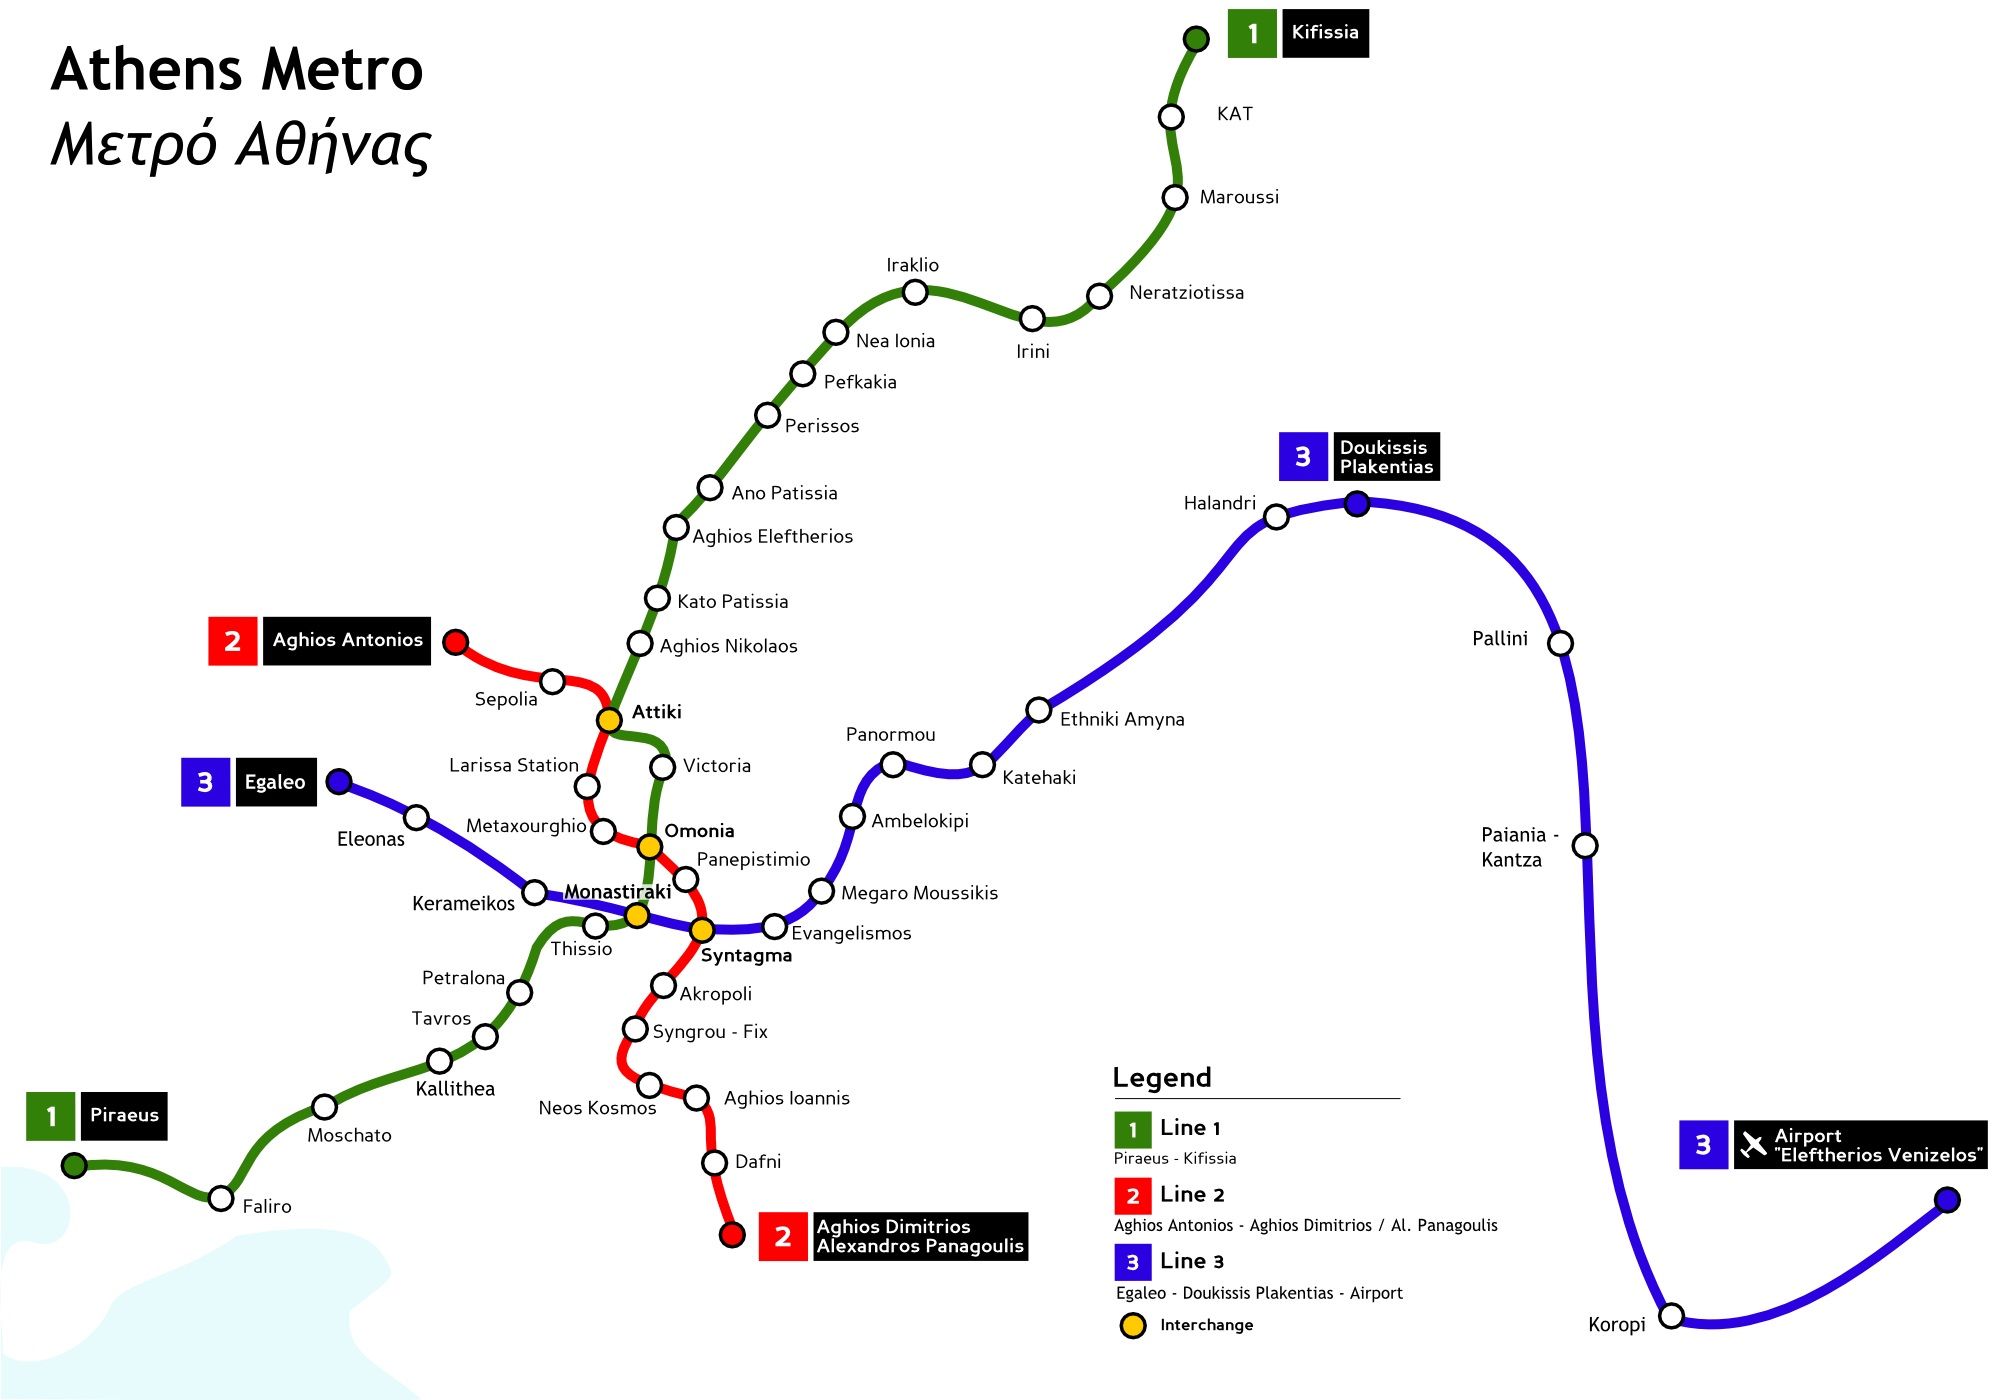 Athens Metro
Μετρό Αθήνας
1 Kifissia
KAT
Maroussi
Neratziotissa
Irini
Iraklio
Nea Ionia
Pefkakia
Perissos
Ano Patissia
Aghios Eleftherios
Kato Patissia
Aghios Nikolaos
2 Aghios Antonios
Sepolia
Attiki
Larissa Station
Victoria
Metaxourghio
Omonia
Panepistimio
3 Egaleo
Eleonas
Kerameikos
Monastiraki
Thissio
Syntagma
Evangelismos
Megaro Moussikis
Ambelokipi
Panormou
Katehaki
Ethniki Amyna
Halandri
3 Doukissis
Plakentias
Pallini
Paiania -
Kantza
Koropi
3 Airport
"Eleftherios Venizelos"
Petralona
Tavros
Kallithea
Moschato
Faliro
1 Piraeus
Akropoli
Syngrou - Fix
Neos Kosmos
Aghios Ioannis
Dafni
2 Aghios Dimitrios
Alexandros Panagoulis
Legend
1 Line 1
Piraeus - Kifissia
2 Line 2
Aghios Antonios - Aghios Dimitrios / Al. Panagoulis
3 Line 3
Egaleo - Doukissis Plakentias - Airport
Interchange